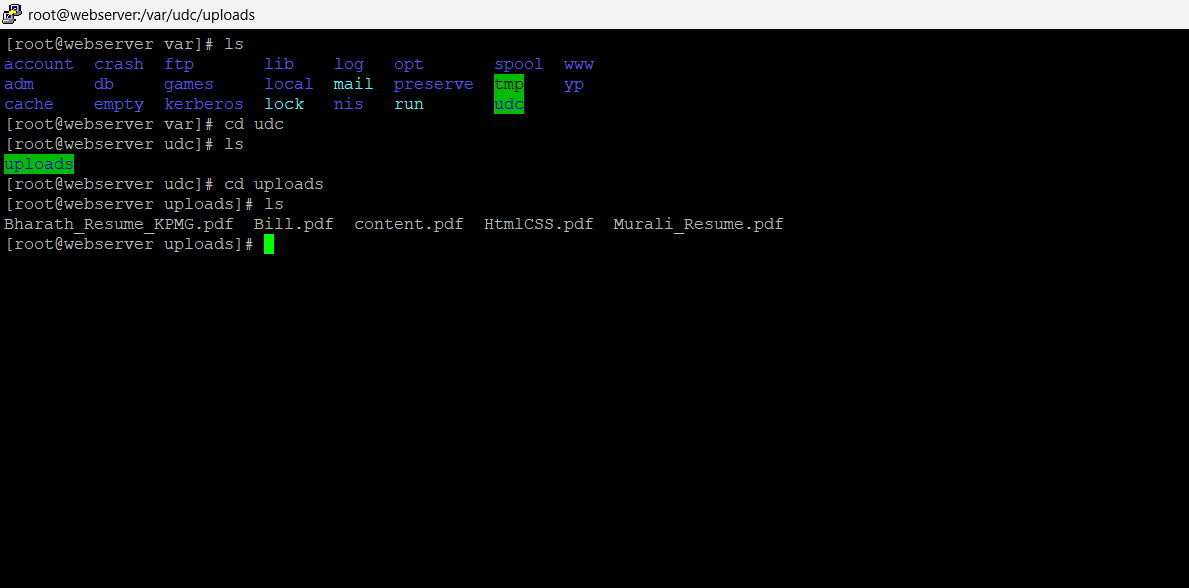 root@webserver:/var/udc/uploads
[root@webserver var]# ls
account  crash  ftp       lib    log   opt       spool  www
adm      db     games     local  mail  preserve  tmp    yp
cache    empty  kerberos  lock   nis   run       udc
[root@webserver var]# cd udc
[root@webserver udc]# ls
uploads
[root@webserver udc]# cd uploads
[root@webserver uploads]# ls
Bharath_Resume_KPMG.pdf  Bill.pdf  content.pdf  HtmlCSS.pdf  Murali_Resume.pdf
[root@webserver uploads]#